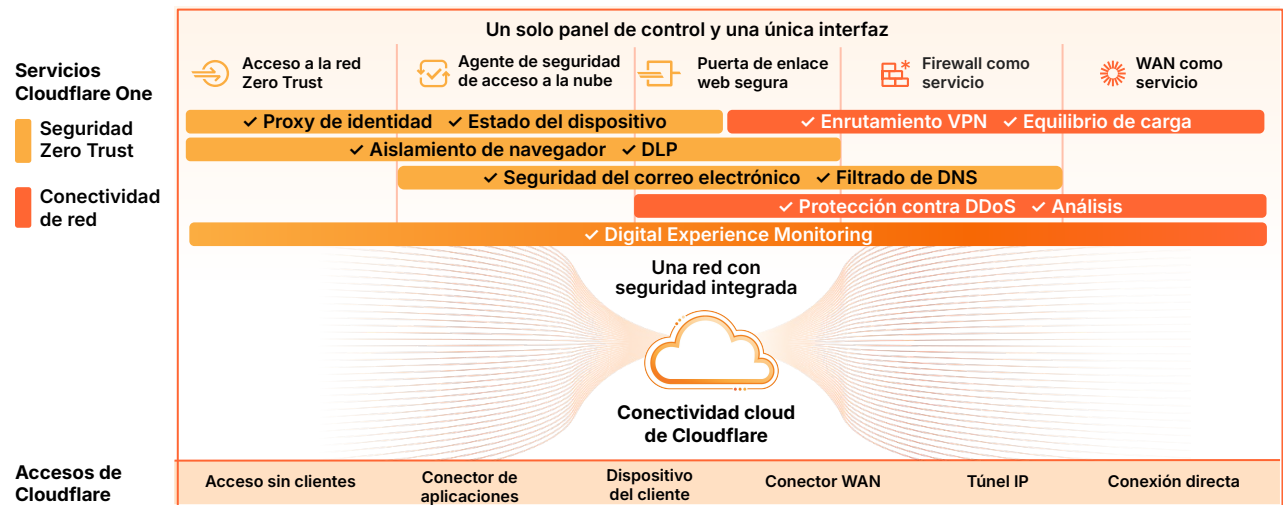 Un solo panel de control y una única interfaz
Servicios
Cloudflare One
Acceso a la red
Zero Trust
Agente de seguridad
de acceso a la nube
Puerta de enlace
web segura
Firewall como
servicio
WAN como
servicio
Seguridad
Zero Trust
Conectividad
de red
✓ Proxy de identidad ✓ Estado del dispositivo
✓ Enrutamiento VPN ✓ Equilibrio de carga
✓ Aislamiento de navegador ✓ DLP
✓ Seguridad del correo electrónico ✓ Filtrado de DNS
✓ Protección contra DDoS ✓ Análisis
✓ Digital Experience Monitoring
Una red con
seguridad integrada
Conectividad cloud
de Cloudflare
Accesos de
Cloudflare
Acceso sin clientes
Conector de
aplicaciones
Dispositivo
del cliente
Conector WAN
Túnel IP
Conexión directa